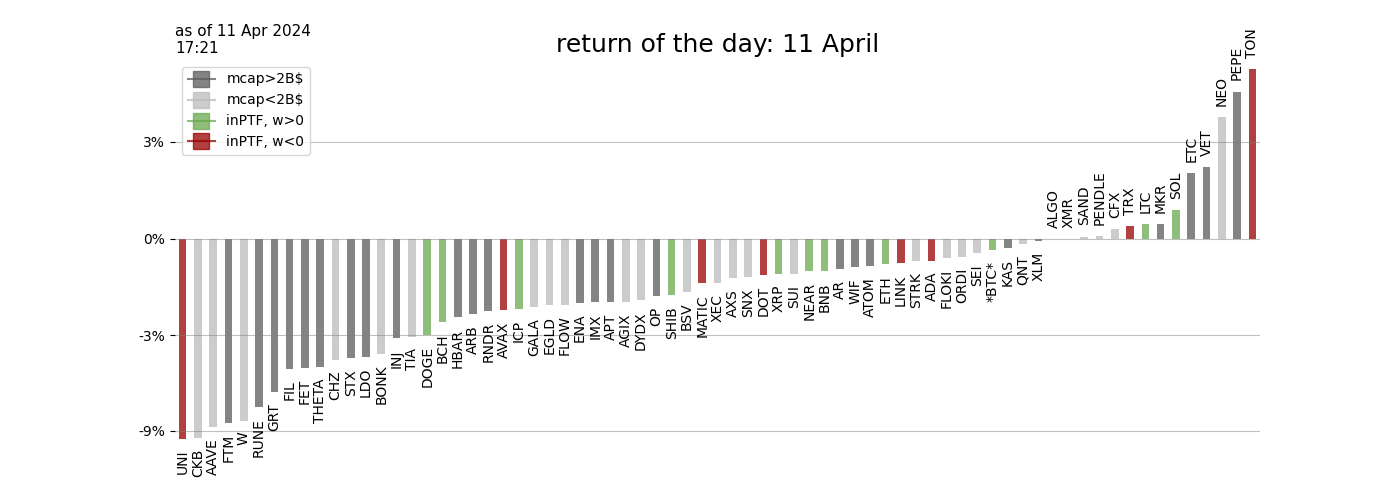 as of 11 Apr 2024
17:21
return of the day: 11 April
mcap>2B$
mcap<2B$
inPTF, w>0
inPTF, w<0
3%
0%
-3%
-9%
UNI
CKB
AAVE
FTM
W
RUNE
GRT
FIL
FET
THETA
CHZ
STX
LDO
BONK
INJ
TIA
DOGE
BCH
HBAR
ARB
RNDR
AVAX
ICP
GALA
EGLD
FLOW
ENA
IMX
APT
AGIX
DYDX
OP
SHIB
BSV
MATIC
XEC
AXS
SNX
DOT
XRP
SUI
NEAR
BNB
AR
WIF
ATOM
ETH
LINK
STRK
ADA
FLOKI
ORDI
SEI
*BTC*
KAS
QNT
XLM
ALGO
XMR
SAND
PENDLE
CFX
TRX
LTC
MKR
SOL
ETC
VET
NEO
PEPE
TON